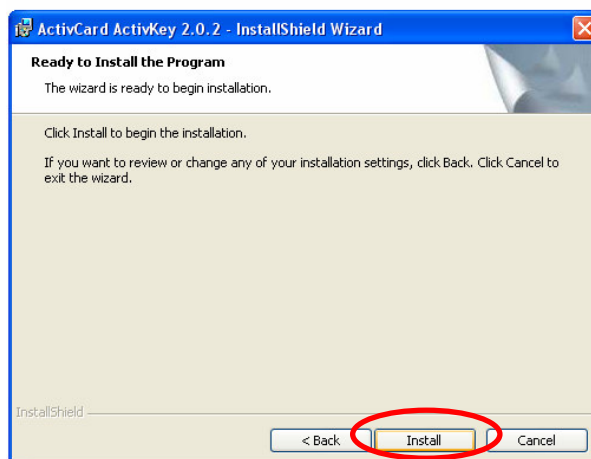 ActivCard ActivKey 2.0.2 - InstallShield Wizard
Ready to Install the Program
The wizard is ready to begin installation.
Click Install to begin the installation.
If you want to review or change any of your installation settings, click Back. Click Cancel to
exit the wizard.
InstallShield
< Back Install Cancel